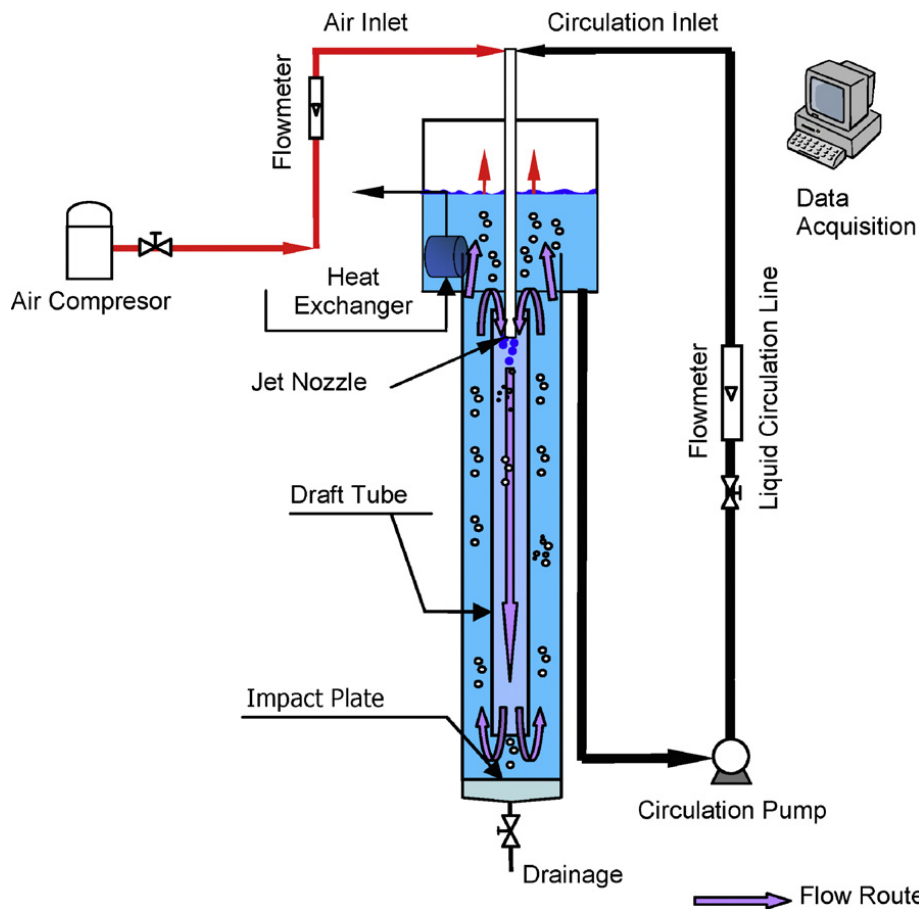 Air Inlet
Circulation Inlet
Flowmeter
Data
Acquisition
Air Compresor
Heat
Exchanger
Jet Nozzle
Flowmeter
Liquid Circulation Line
Draft Tube
Impact Plate
Circulation Pump
Drainage
Flow Route